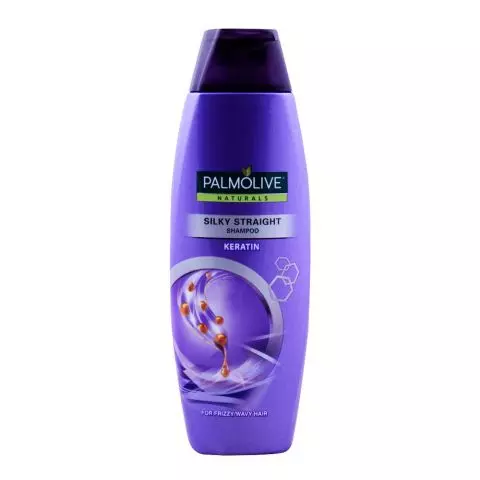 PALMOLIVE
NATURALS
SILKY STRAIGHT
SHAMPOO
KERATIN
FOR FRIZZY/WAVY HAIR